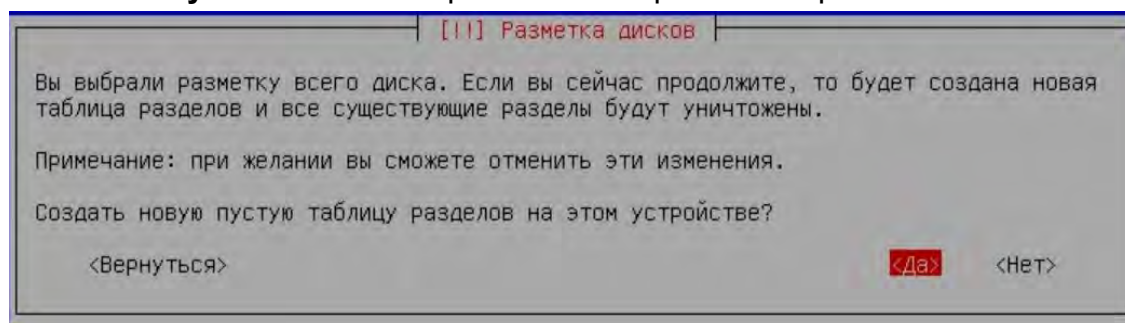 [!!] Разметка дисков
Вы выбрали разметку всего диска. Если вы сейчас продолжите, то будет создана новая
таблица разделов и все существующие разделы будут уничтожены.
Примечание: при желании вы сможете отменить эти изменения.
Создать новую пустую таблицу разделов на этом устройстве?
<Вернуться> <Да> <Нет>